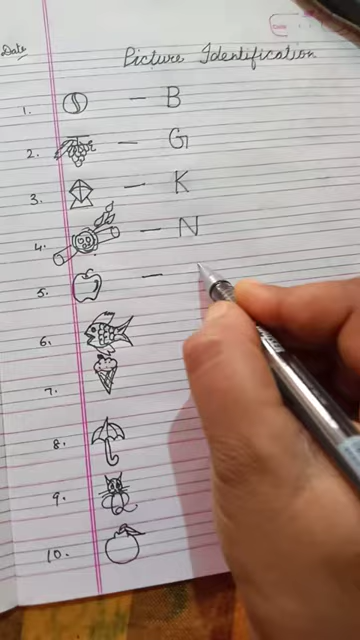 Date
Picture Identification
1. — B
2. — G
3. — K
4. — N
5. —
6.
7.
8.
9.
10.